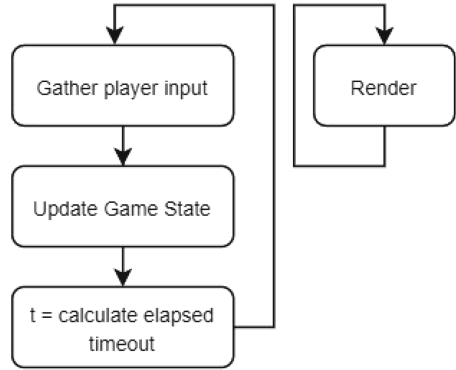 Gather player input
Render
Update Game State
t = calculate elapsed
timeout